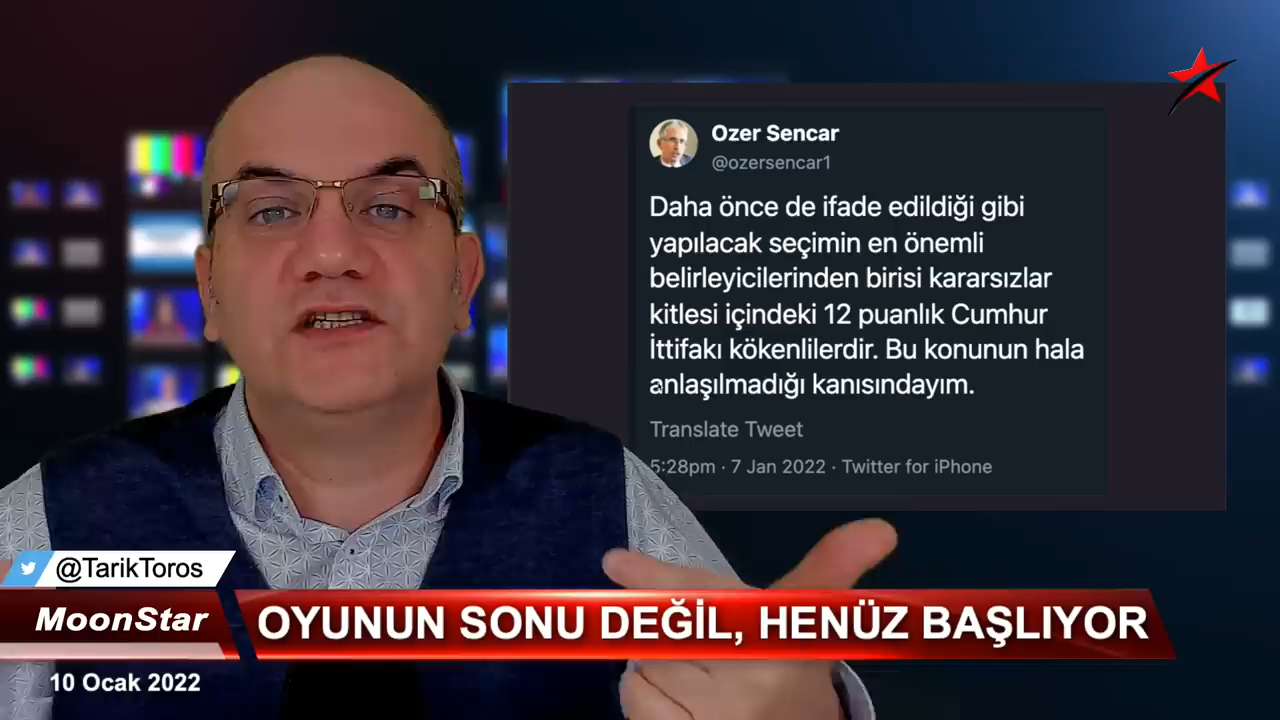 Ozer Sencar
@ozersencar1
Daha önce de ifade edildiği gibi
yapılacak seçimin en önemli
belirleyicilerinden birisi kararsızlar
kitlesi içindeki 12 puanlık Cumhur
İttifakı kökenlilerdir. Bu konunun hala
anlaşılmadığı kanısındayım.
Translate Tweet
5:28pm · 7 Jan 2022 · Twitter for iPhone
@TarikToros
MoonStar
OYUNUN SONU DEĞİL, HENÜZ BAŞLIYOR
10 Ocak 2022